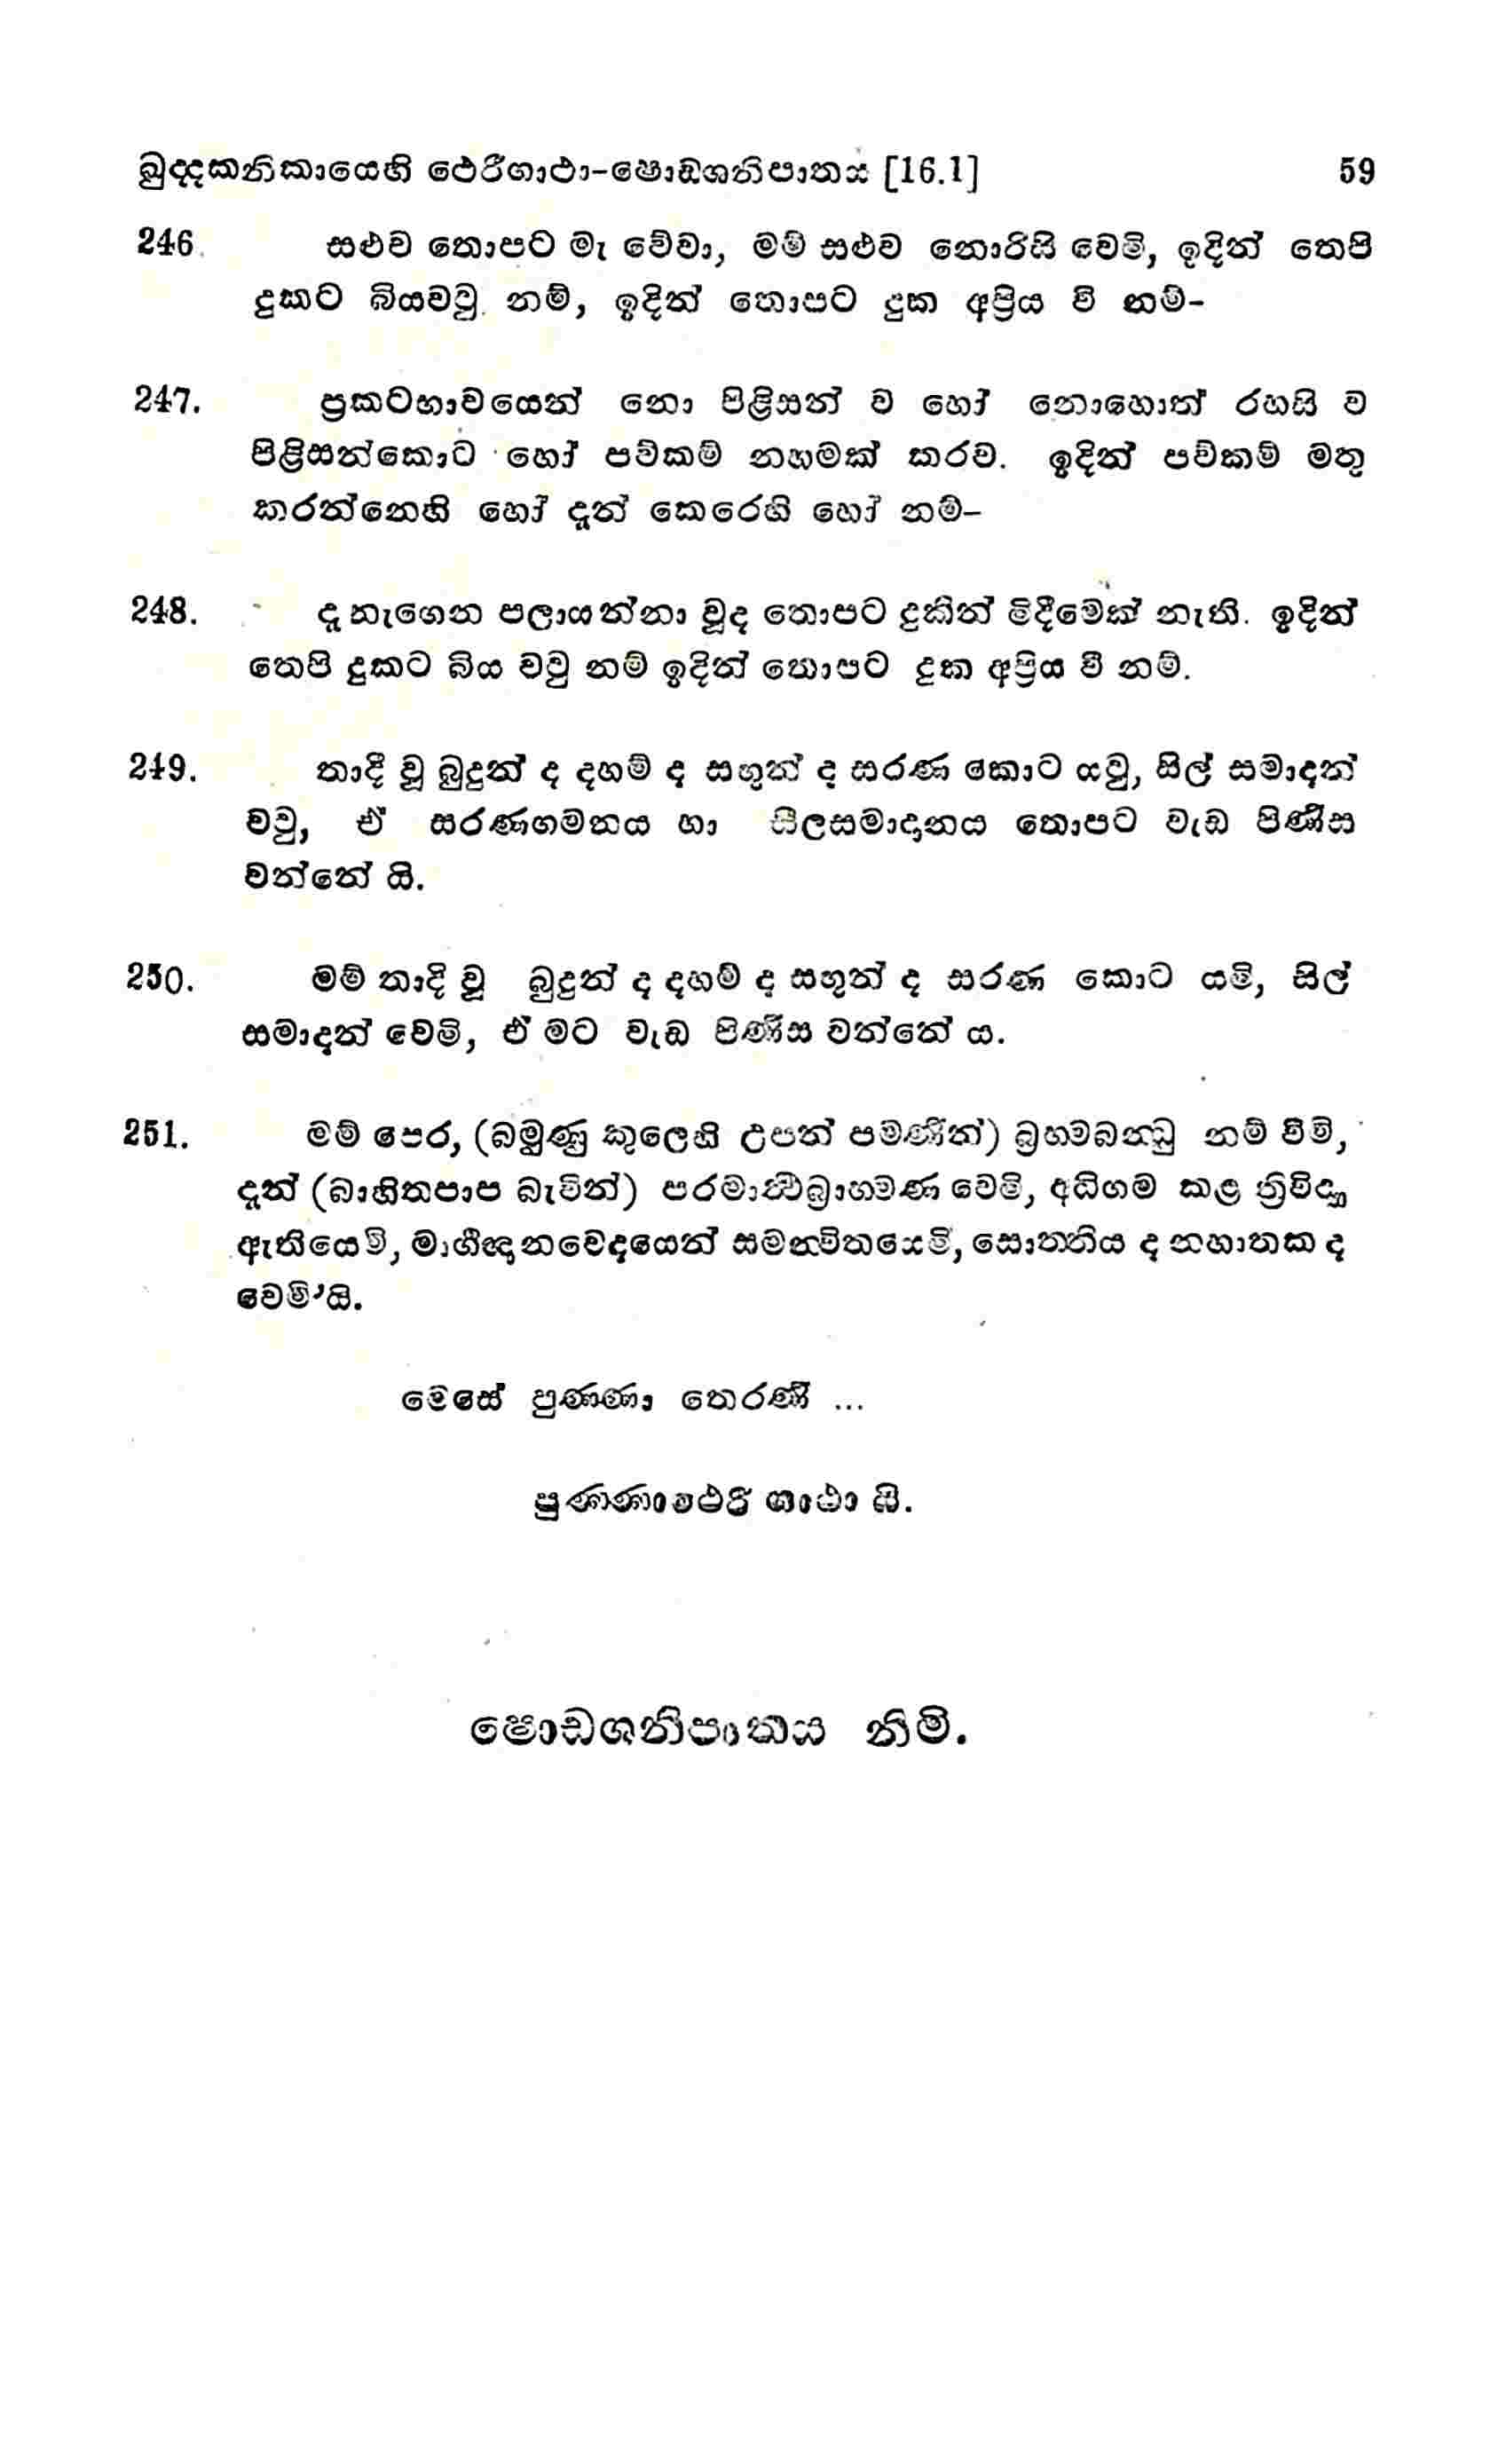 ඛුද්දකනිකායෙහි ථෙරීගාථා-ෂොඩශනිපාතය [16.1] 59
246. සළුව තොපට මැ වේවා, මම් සළුව නොරිසි වෙමි, ඉදින් තෙපි
දුකට බියවවු නම්, ඉදින් තොපට දුක අප්‍රිය වී නම්-
247. ප්‍රකටභාවයෙන් නො පිළිසන් ව හෝ නොහොත් රහසි ව
පිළිසන්කොට හෝ පව්කම් නහමක් කරව. ඉදින් පව්කම් මතු
කරන්නෙහි හෝ දැන් කෙරෙහි හෝ නම්-
248. දැ නැගෙන පලායන්නා වූද තොපට දුකින් මිදීමෙක් නැති. ඉදින්
තෙපි දුකට බිය වවු නම් ඉදින් තොපට දුක අප්‍රිය වී නම්.
249. තාදී වූ බුදුන් ද දහම් ද සඟුන් ද සරණ කොට යවු, සිල් සමාදන්
වවු, ඒ සරණගමනය හා සීලසමාදානය තොපට වැඩ පිණිස
වන්නේ යි.
250. මම් තාදි වූ බුදුන් ද දහම් ද සඟුන් ද සරණ කොට යමි, සිල්
සමාදන් වෙමි, ඒ මට වැඩ පිණිස වන්නේ ය.
251. මම් පෙර, (බමුණු කුලෙහි උපන් පමණින්) බ්‍රහ්මබන්ධු නම් වීමි,
දැන් (බාහිතපාප බැවින්) පරමාර්ථබ්‍රාහ්මණ වෙමි, අධිගම කළ ත්‍රිවිද්‍යා
ඇතියෙමි, මාර්ගඥානවේදයෙන් සමන්විතයෙමි, සොත්තිය ද නහාතක ද
වෙමි’යි.
මෙසේ පුණ්ණා තෙරණී ...
පුණ්ණාථෙරී ගාථා යි.
ෂොඩශනිපාතය නිමි.